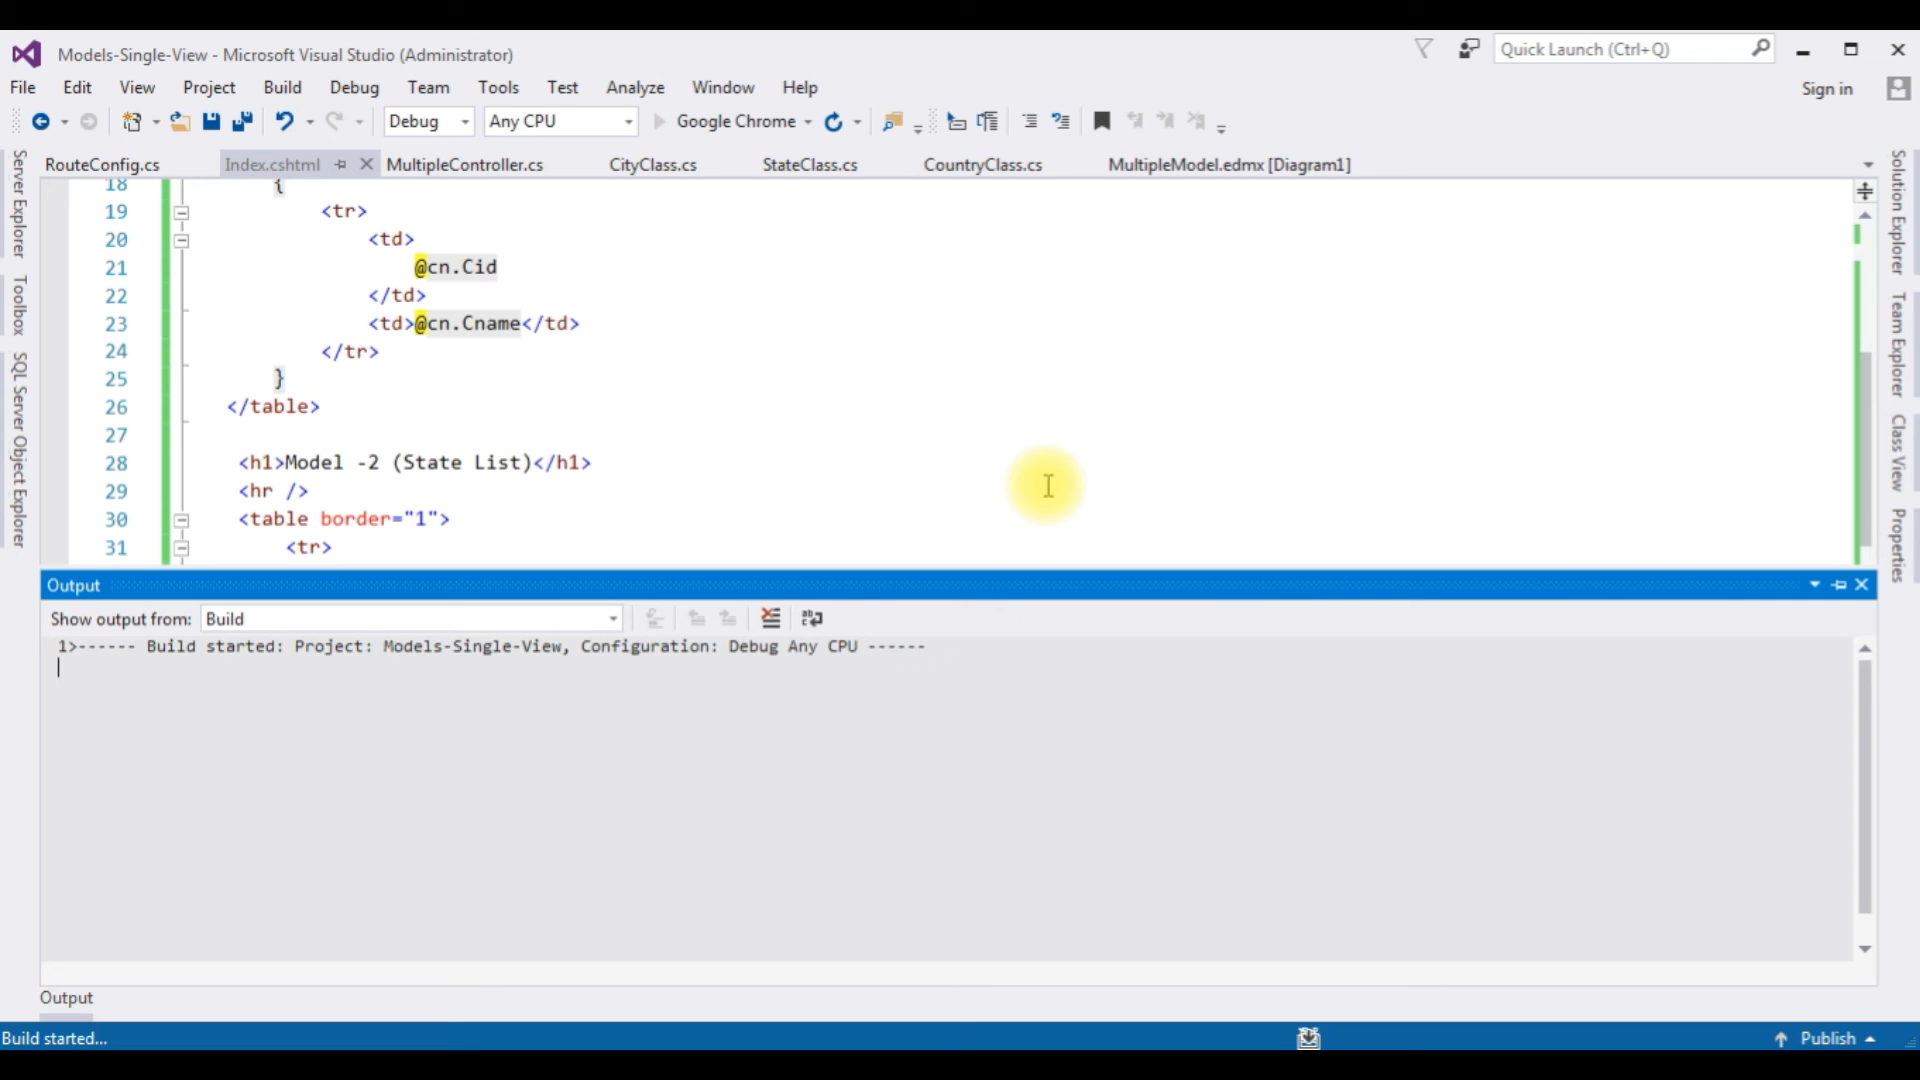 Models-Single-View - Microsoft Visual Studio (Administrator)
Quick Launch (Ctrl+Q)
File Edit View Project Build Debug Team Tools Test Analyze Window Help
Sign in
Debug Any CPU Google Chrome
RouteConfig.cs Index.cshtml MultipleController.cs CityClass.cs StateClass.cs CountryClass.cs MultipleModel.edmx [Diagram1]
Server Explorer
Toolbox
SQL Server Object Explorer
Solution Explorer
Team Explorer
Class View
Properties
18 {
19 <tr>
20 <td>
21 @cn.Cid
22 </td>
23 <td>@cn.Cname</td>
24 </tr>
25 }
26 </table>
27
28 <h1>Model -2 (State List)</h1>
29 <hr />
30 <table border="1">
31 <tr>
Output
Show output from: Build
1>------ Build started: Project: Models-Single-View, Configuration: Debug Any CPU ------
Output
Build started...
Publish